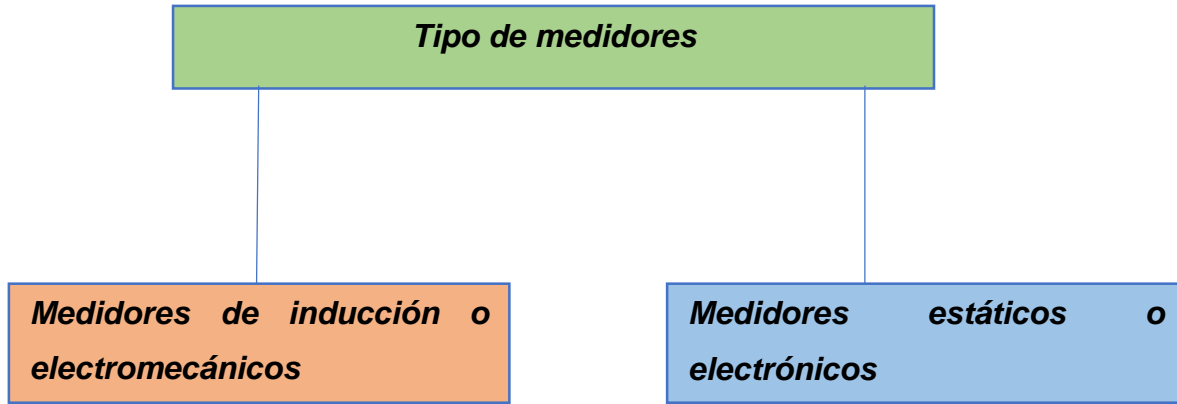 Tipo de medidores
Medidores de inducción o
electromecánicos
Medidores estáticos o
electrónicos